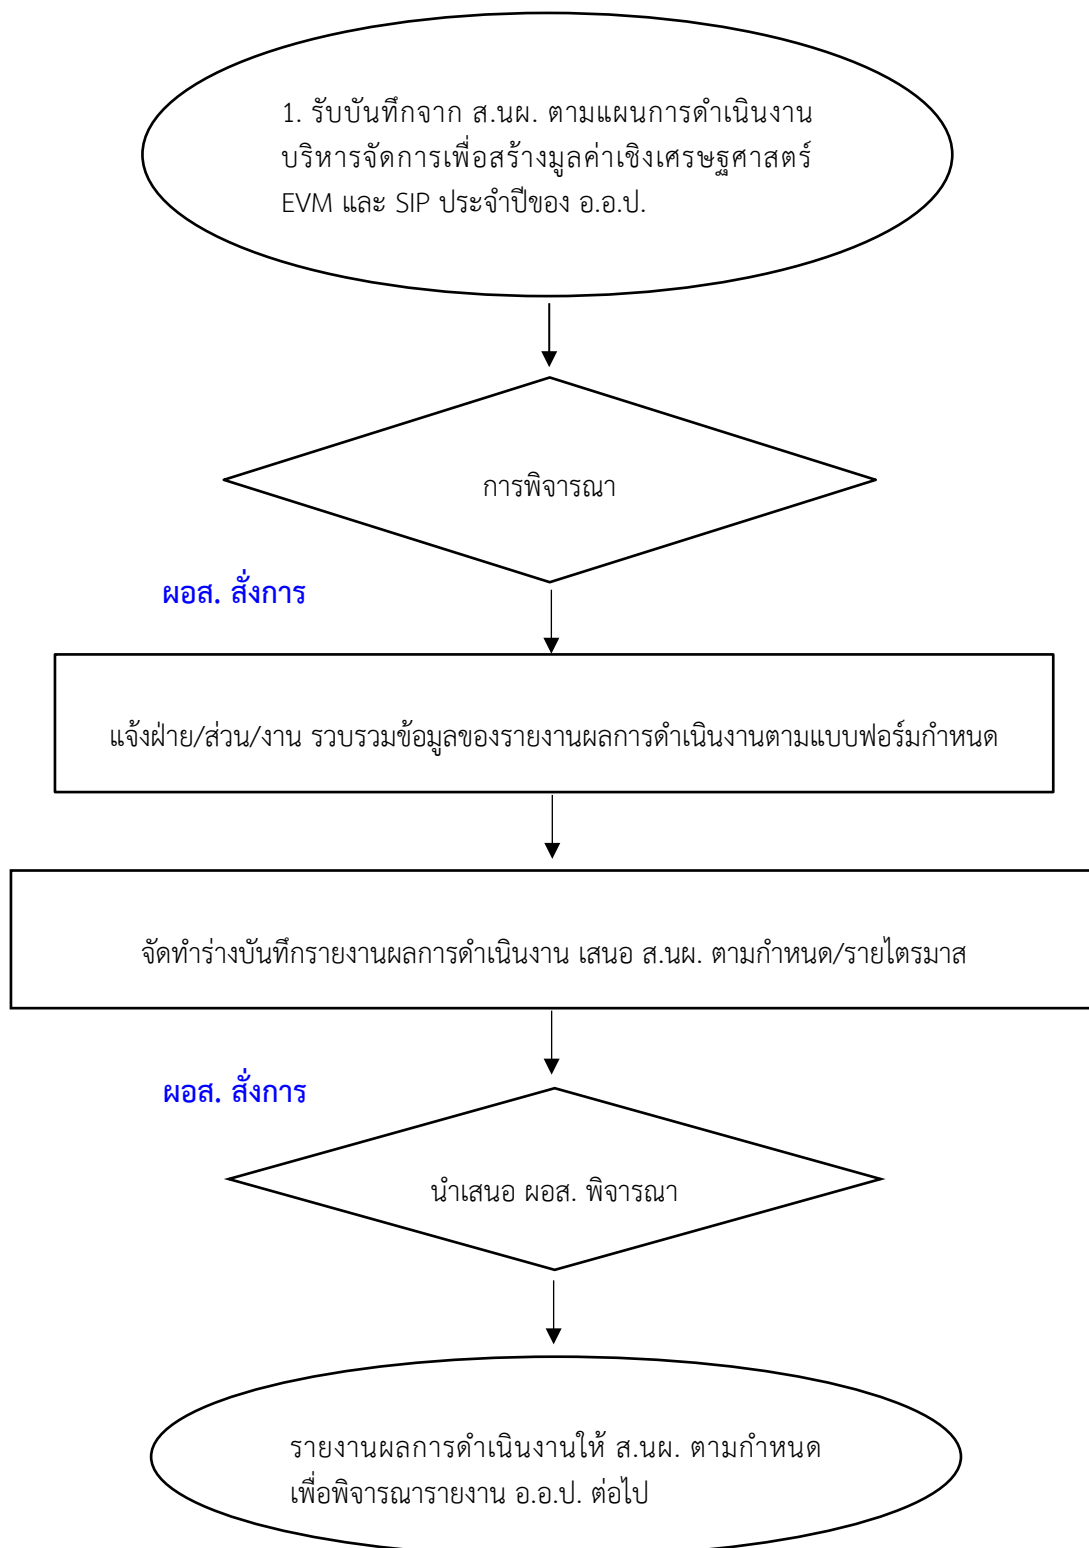 1. รับบันทึกจาก ส.นผ. ตามแผนการดำเนินงาน
บริหารจัดการเพื่อสร้างมูลค่าเชิงเศรษฐศาสตร์
EVM และ SIP ประจำปีของ อ.อ.ป.
การพิจารณา
ผอส. สั่งการ
แจ้งฝ่าย/ส่วน/งาน รวบรวมข้อมูลของรายงานผลการดำเนินงานตามแบบฟอร์มกำหนด
จัดทำร่างบันทึกรายงานผลการดำเนินงาน เสนอ ส.นผ. ตามกำหนด/รายไตรมาส
ผอส. สั่งการ
นำเสนอ ผอส. พิจารณา
รายงานผลการดำเนินงานให้ ส.นผ. ตามกำหนด
เพื่อพิจารณารายงาน อ.อ.ป. ต่อไป